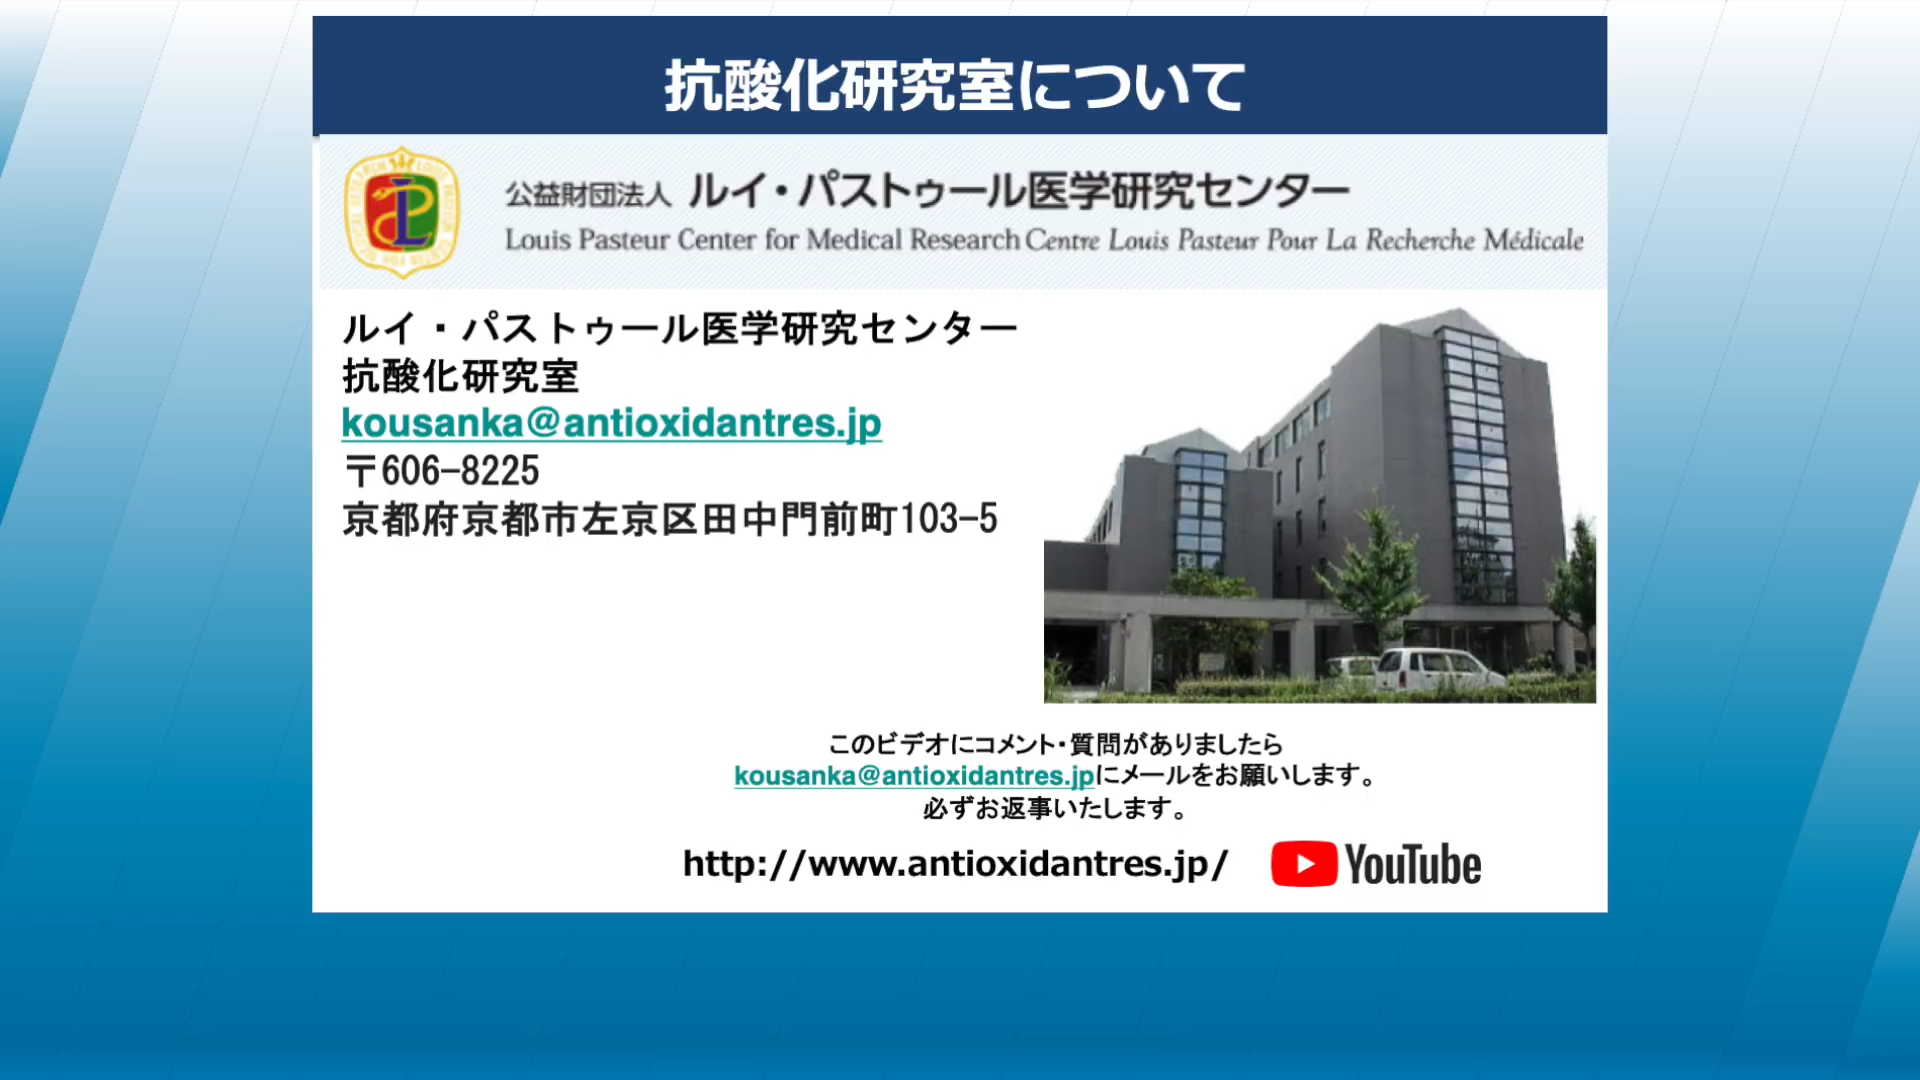 抗酸化研究室について
公益財団法人 ルイ・パストゥール医学研究センター
Louis Pasteur Center for Medical Research Centre Louis Pasteur Pour La Recherche Médicale
ルイ・パストゥール医学研究センター
抗酸化研究室
kousanka@antioxidantres.jp
〒606-8225
京都府京都市左京区田中門前町103-5
このビデオにコメント・質問がありましたら
kousanka@antioxidantres.jpにメールをお願いします。
必ずお返事いたします。
http://www.antioxidantres.jp/ YouTube